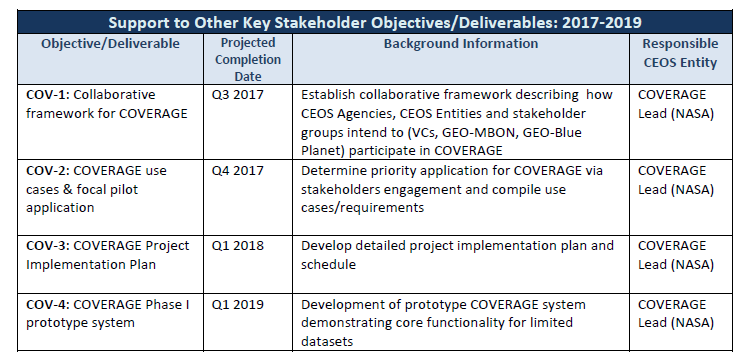 Support to Other Key Stakeholder Objectives/Deliverables: 2017-2019
Objective/Deliverable
Projected
Completion
Date
Background Information
Responsible
CEOS Entity
COV-1: Collaborative
framework for COVERAGE
Q3 2017
Establish collaborative framework describing  how
CEOS Agencies, CEOS Entities and stakeholder
groups intend to (VCs, GEO-MBON, GEO-Blue
Planet) participate in COVERAGE
COVERAGE
Lead (NASA)
COV-2: COVERAGE use
cases & focal pilot
application
Q4 2017
Determine priority application for COVERAGE via
stakeholders engagement and compile use
cases/requirements
COVERAGE
Lead (NASA)
COV-3: COVERAGE Project
Implementation Plan
Q1 2018
Develop detailed project implementation plan and
schedule
COVERAGE
Lead (NASA)
COV-4: COVERAGE Phase I
prototype system
Q1 2019
Development of prototype COVERAGE system
demonstrating core functionality for limited
datasets
COVERAGE
Lead (NASA)